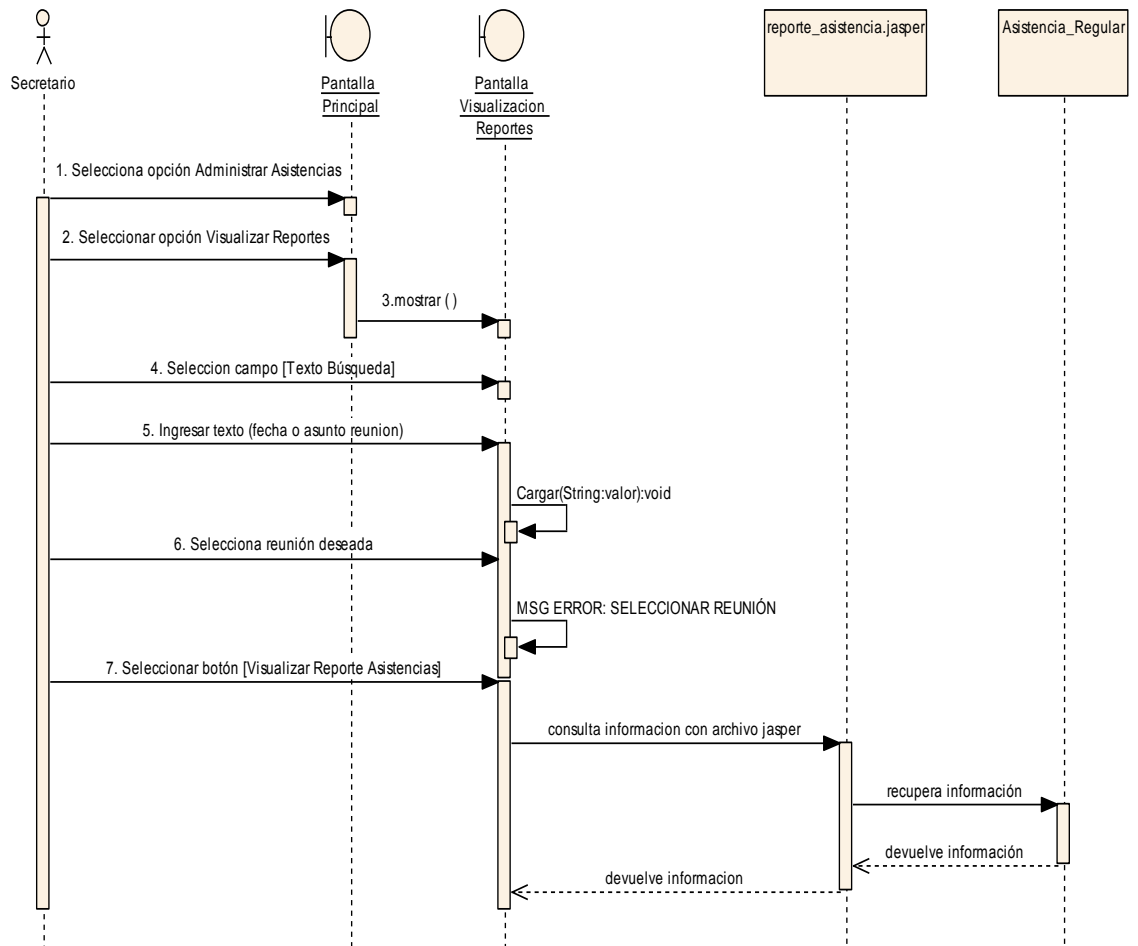 Secretario
Pantalla
Principal
Pantalla
Visualizacion
Reportes
reporte_asistencia.jasper
Asistencia_Regular
1. Selecciona opción Administrar Asistencias
2. Seleccionar opción Visualizar Reportes
3.mostrar ( )
4. Seleccion campo [Texto Búsqueda]
5. Ingresar texto (fecha o asunto reunion)
Cargar(String:valor):void
6. Selecciona reunión deseada
MSG ERROR: SELECCIONAR REUNIÓN
7. Seleccionar botón [Visualizar Reporte Asistencias]
consulta informacion con archivo jasper
recupera información
devuelve información
devuelve informacion